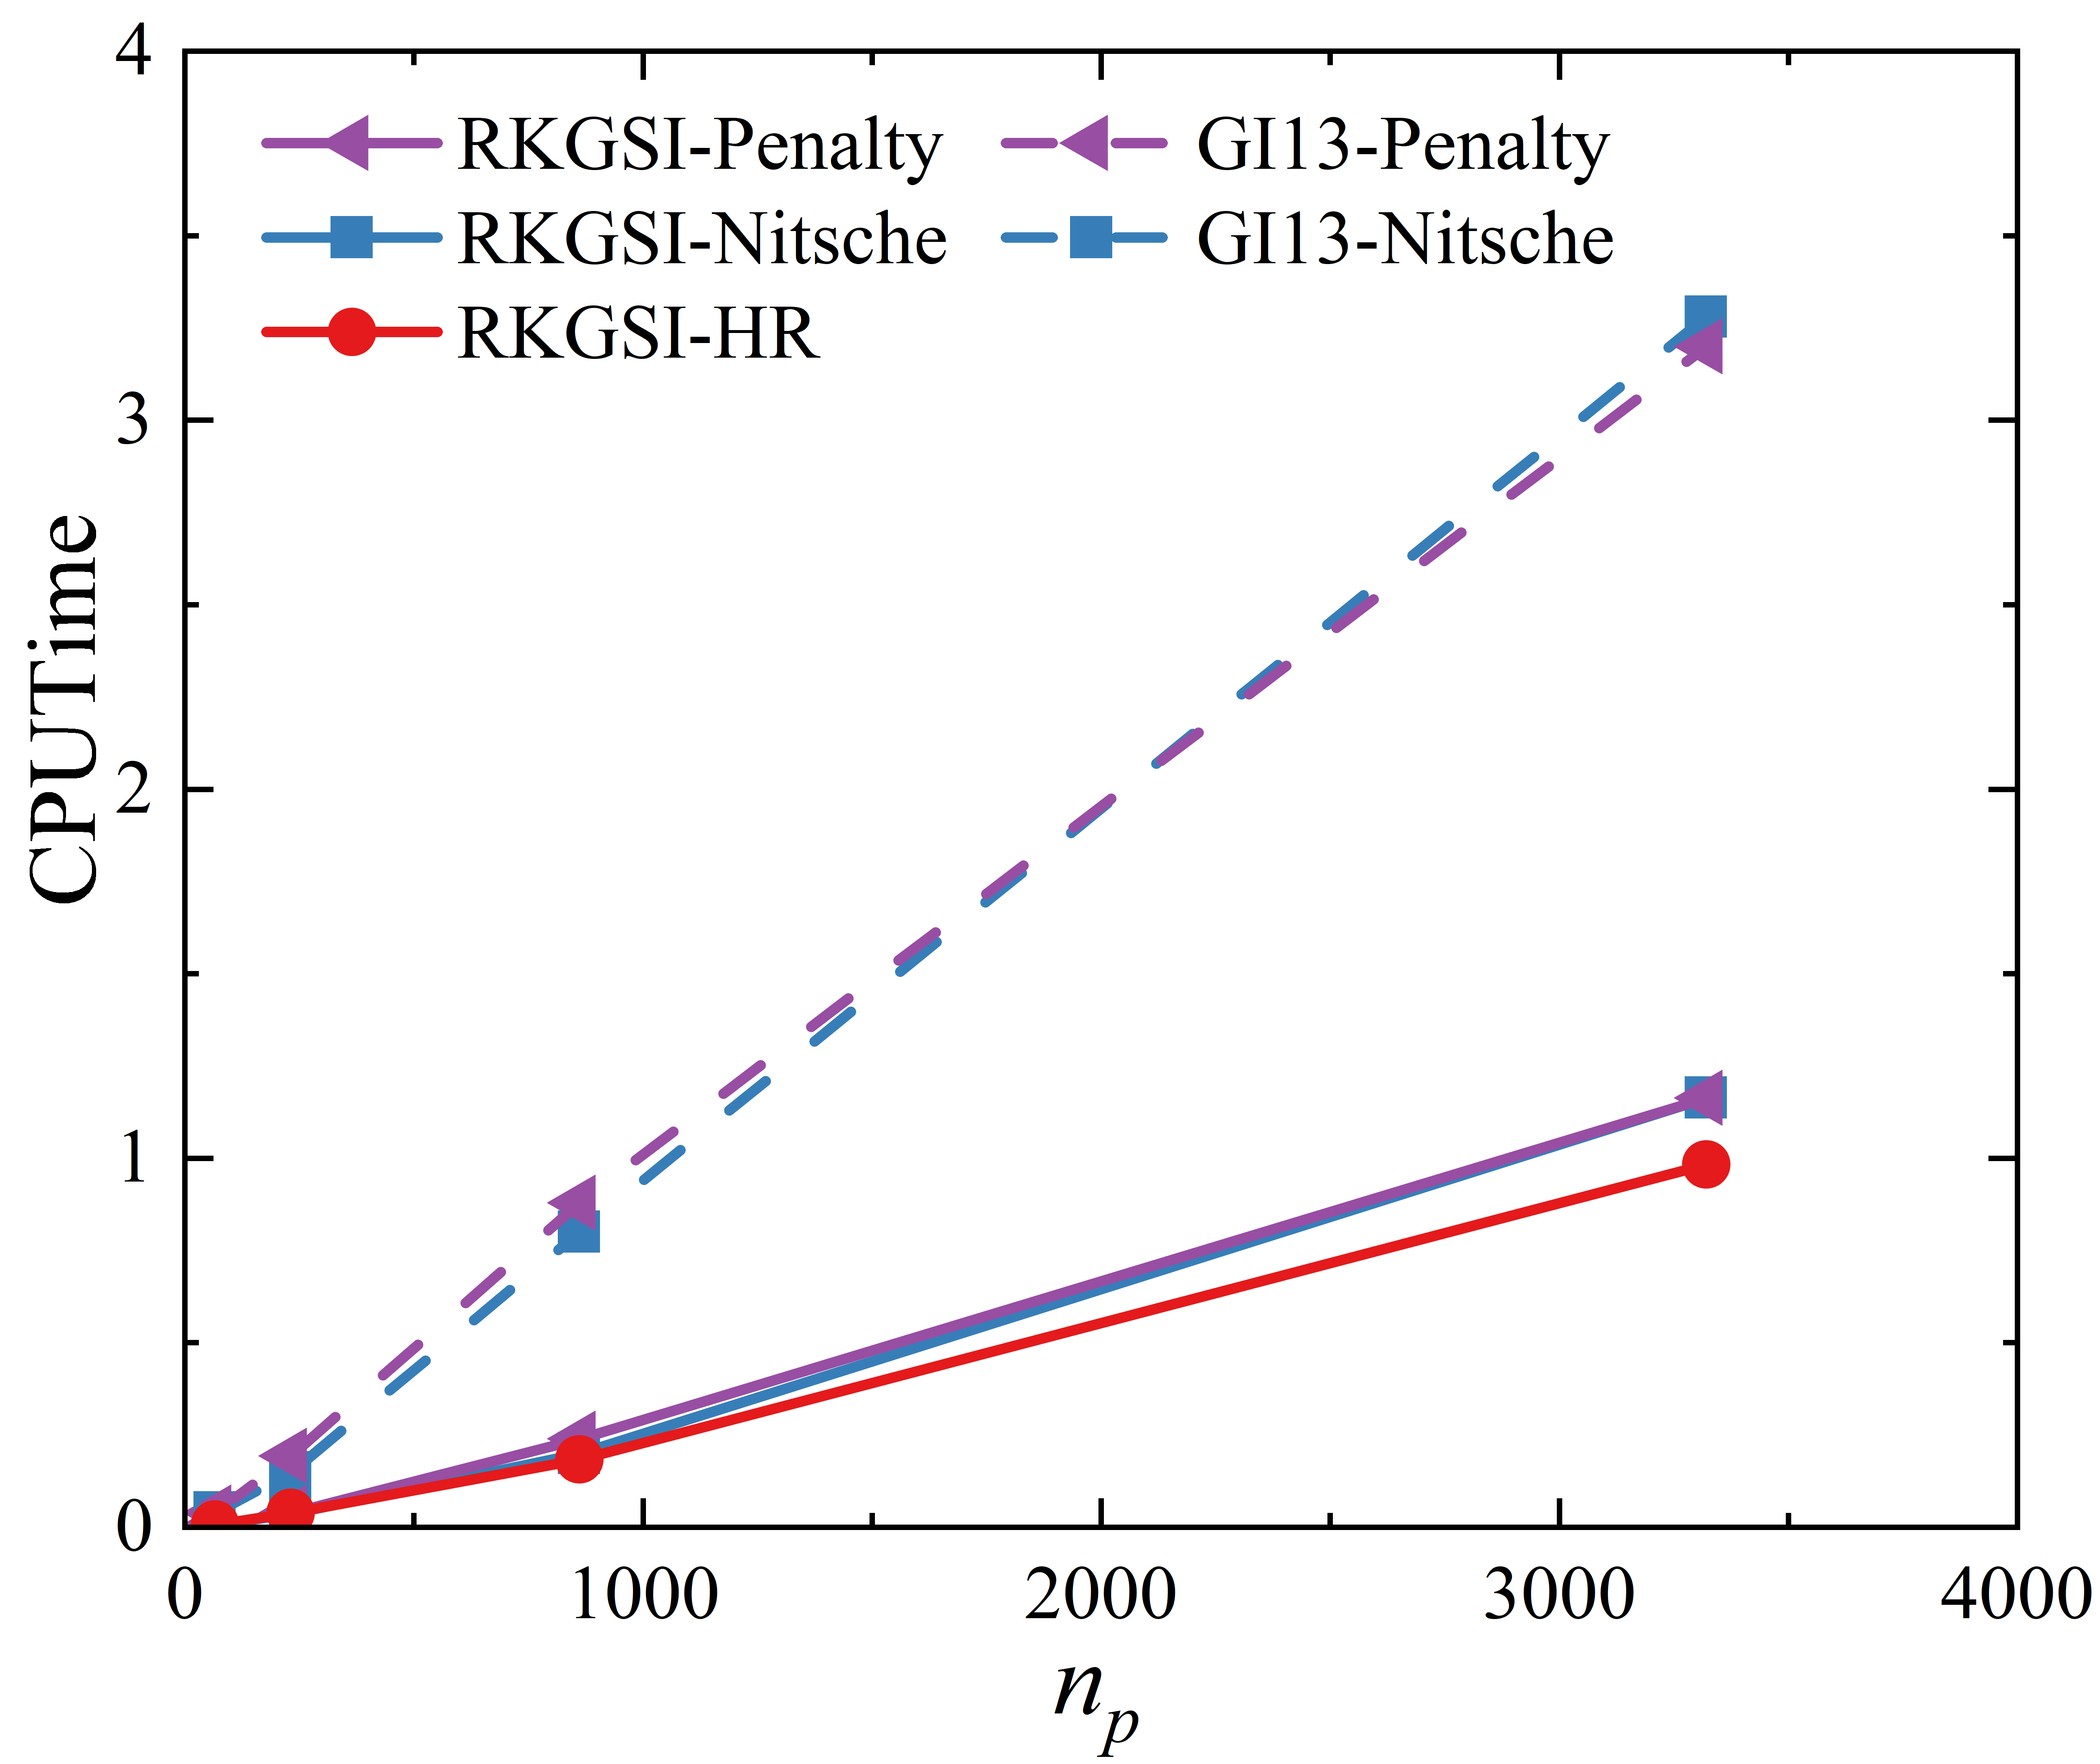 4
3
2
1
0
CPUTime
RKGSI-Penalty
GI13-Penalty
RKGSI-Nitsche
GI13-Nitsche
RKGSI-HR
0
1000
2000
3000
4000
n_p